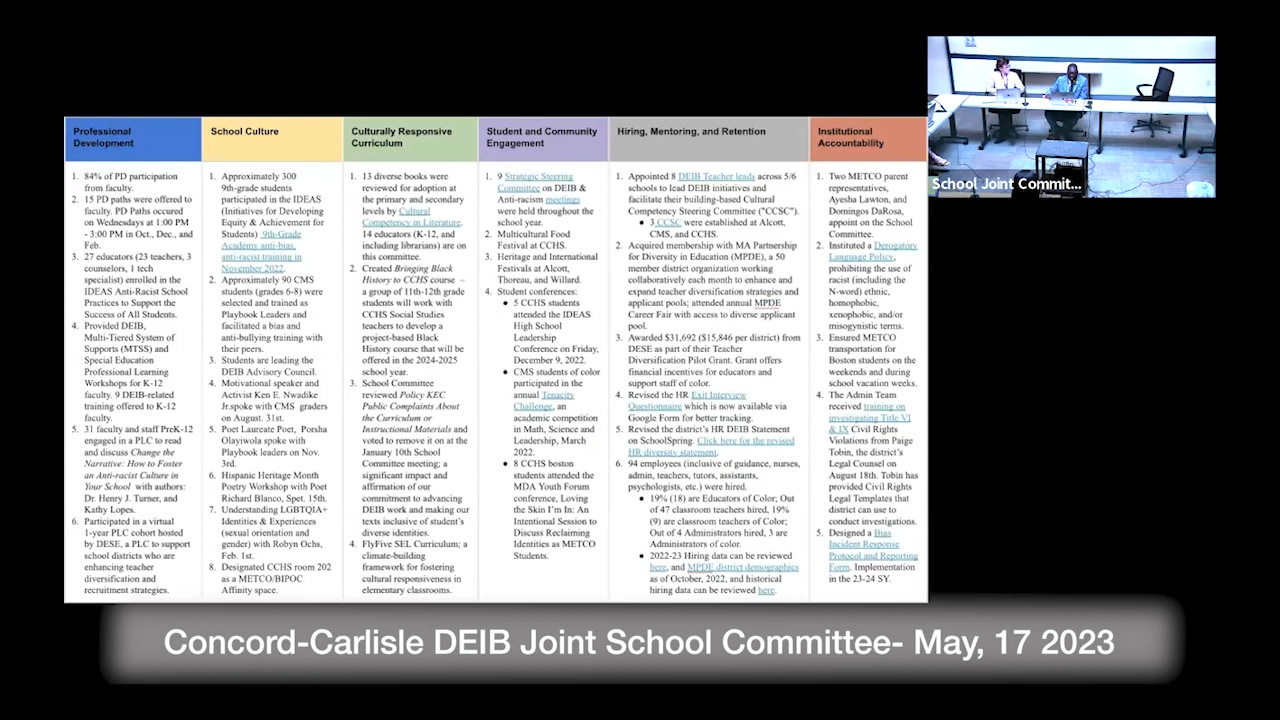 School Joint Commit...
Professional
Development
1. 84% of PD participation
from faculty.
2. 15 PD paths were offered to
faculty. PD Paths occured
on Wednesdays at 1:00 PM
- 3:00 PM in Oct., Dec., and
Feb.
3. 27 educators (23 teachers, 3
counselors, 1 tech
specialist) enrolled in the
IDEAS Anti-Racist School
Practices to Support the
Success of All Students.
4. Provided DEIB,
Multi-Tiered System of
Supports (MTSS) and
Special Education
Professional Learning
Workshops for K-12
faculty. 9 DEIB-related
training offered to K-12
faculty.
5. 31 faculty and staff PreK-12
engaged in a PLC to read
and discuss Change the
Narrative: How to Foster
an Anti-racist Culture in
Your School with authors:
Dr. Henry J. Turner, and
Kathy Lopes.
6. Participated in a virtual
1-year PLC cohort hosted
by DESE, a PLC to support
school districts who are
enhancing teacher
diversification and
recruitment strategies.
School Culture
1. Approximately 300
9th-grade students
participated in the IDEAS
(Initiatives for Developing
Equity & Achievement for
Students) 9th-Grade
Academy anti-bias,
anti-racist training in
November 2022.
2. Approximately 90 CMS
students (grades 6-8) were
selected and trained as
Playbook Leaders and
facilitated a bias and
anti-bullying training with
their peers.
3. Students are leading the
DEIB Advisory Council.
4. Motivational speaker and
Activist Ken E. Nwadike
Jr.spoke with CMS graders
on August. 31st.
5. Poet Laureate Poet, Porsha
Olayiwola spoke with
Playbook leaders on Nov.
3rd.
6. Hispanic Heritage Month
Poetry Workshop with Poet
Richard Blanco, Spet. 15th.
7. Understanding LGBTQIA+
Identities & Experiences
(sexual orientation and
gender) with Robyn Ochs,
Feb. 1st.
8. Designated CCHS room 202
as a METCO/BIPOC
Affinity space.
Culturally Responsive
Curriculum
1. 13 diverse books were
reviewed for adoption at
the primary and secondary
levels by Cultural
Competency in Literature.
14 educators (K-12, and
including librarians) are on
this committee.
2. Created Bringing Black
History to CCHS course –
a group of 11th-12th grade
students will work with
CCHS Social Studies
teachers to develop a
project-based Black
History course that will be
offered in the 2024-2025
school year.
3. School Committee
reviewed Policy KEC
Public Complaints About
the Curriculum or
Instructional Materials and
voted to remove it on at the
January 10th School
Committee meeting; a
significant impact and
affirmation of our
commitment to advancing
DEIB work and making our
texts inclusive of student's
diverse identities.
4. FlyFive SEL Curriculum; a
climate-building
framework for fostering
cultural responsiveness in
elementary classrooms.
Student and Community
Engagement
1. 9 Strategic Steering
Committee on DEIB &
Anti-racism meetings
were held throughout the
school year.
2. Multicultural Food
Festival at CCHS.
3. Heritage and International
Festivals at Alcott,
Thoreau, and Willard.
4. Student conferences:
● 5 CCHS students
attended the IDEAS
High School
Leadership
Conference on Friday,
December 9, 2022.
● CMS students of color
participated in the
annual Tenacity
Challenge, an
academic competition
in Math, Science and
Leadership, March
2022.
● 8 CCHS boston
students attended the
MDA Youth Forum
conference, Loving
the Skin I'm In: An
Intentional Session to
Discuss Reclaiming
Identities as METCO
Students.
Hiring, Mentoring, and Retention
1. Appointed 8 DEIB Teacher leads across 5/6
schools to lead DEIB initiatives and
facilitate their building-based Cultural
Competency Steering Committee ("CCSC").
● 3 CCSC were established at Alcott,
CMS, and CCHS.
2. Acquired membership with MA Partnership
for Diversity in Education (MPDE), a 50
member district organization working
collaboratively each month to enhance and
expand teacher diversification strategies and
applicant pools; attended annual MPDE
Career Fair with access to diverse applicant
pool.
3. Awarded $31,692 ($15,846 per district) from
DESE as part of their Teacher
Diversification Pilot Grant. Grant offers
financial incentives for educators and
support staff of color.
4. Revised the HR Exit Interview
Questionnaire which is now available via
Google Form for better tracking.
5. Revised the district's HR DEIB Statement
on SchoolSpring. Click here for the revised
HR diversity statement.
6. 94 employees (inclusive of guidance, nurses,
admin, teachers, tutors, assistants,
psychologists, etc.) were hired.
● 19% (18) are Educators of Color; Out
of 47 classroom teachers hired, 19%
(9) are classroom teachers of Color;
Out of 4 Administrators hired, 3 are
Administrators of color.
● 2022-23 Hiring data can be reviewed
here, and MPDE district demographics
as of October, 2022, and historical
hiring data can be reviewed here.
Institutional
Accountability
1. Two METCO parent
representatives,
Ayesha Lawton, and
Domingos DaRosa,
appoint on the School
Committee.
2. Instituted a Derogatory
Language Policy,
prohibiting the use of
racist (including the
N-word) ethnic,
homophobic,
xenophobic, and/or
misogynistic terms.
3. Ensured METCO
transportation for
Boston students on the
weekends and during
school vacation weeks.
4. The Admin Team
received training on
investigating Title VI
& IX Civil Rights
Violations from Paige
Tobin, the district's
Legal Counsel on
August 18th. Tobin has
provided Civil Rights
Legal Templates that
district can use to
conduct investigations.
5. Designed a Bias
Incident Response
Protocol and Reporting
Form. Implementation
in the 23-24 SY.
Concord-Carlisle DEIB Joint School Committee- May, 17 2023